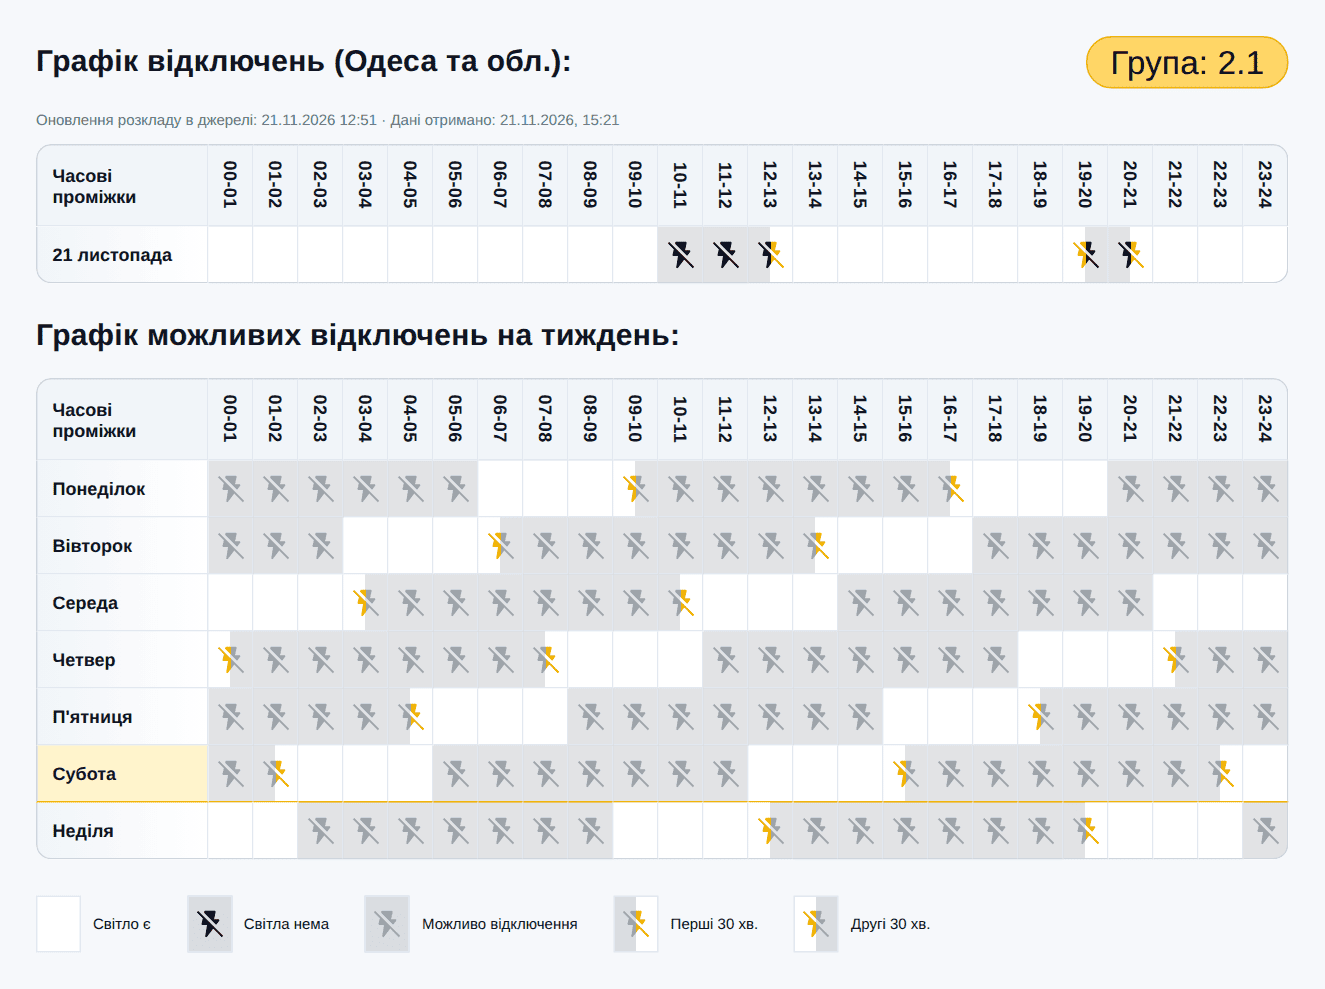 Графік відключень (Одеса та обл.):
Група: 2.1
Оновлення розкладу в джерелі: 21.11.2026 12:51 · Дані отримано: 21.11.2026, 15:21
Часові
проміжки
00-01 01-02 02-03 03-04 04-05 05-06 06-07 07-08 08-09 09-10 10-11 11-12 12-13 13-14 14-15 15-16 16-17 17-18 18-19 19-20 20-21 21-22 22-23 23-24
21 листопада
Графік можливих відключень на тиждень:
Часові
проміжки
00-01 01-02 02-03 03-04 04-05 05-06 06-07 07-08 08-09 09-10 10-11 11-12 12-13 13-14 14-15 15-16 16-17 17-18 18-19 19-20 20-21 21-22 22-23 23-24
Понеділок
Вівторок
Середа
Четвер
П'ятниця
Субота
Неділя
Світло є
Світла нема
Можливо відключення
Перші 30 хв.
Другі 30 хв.